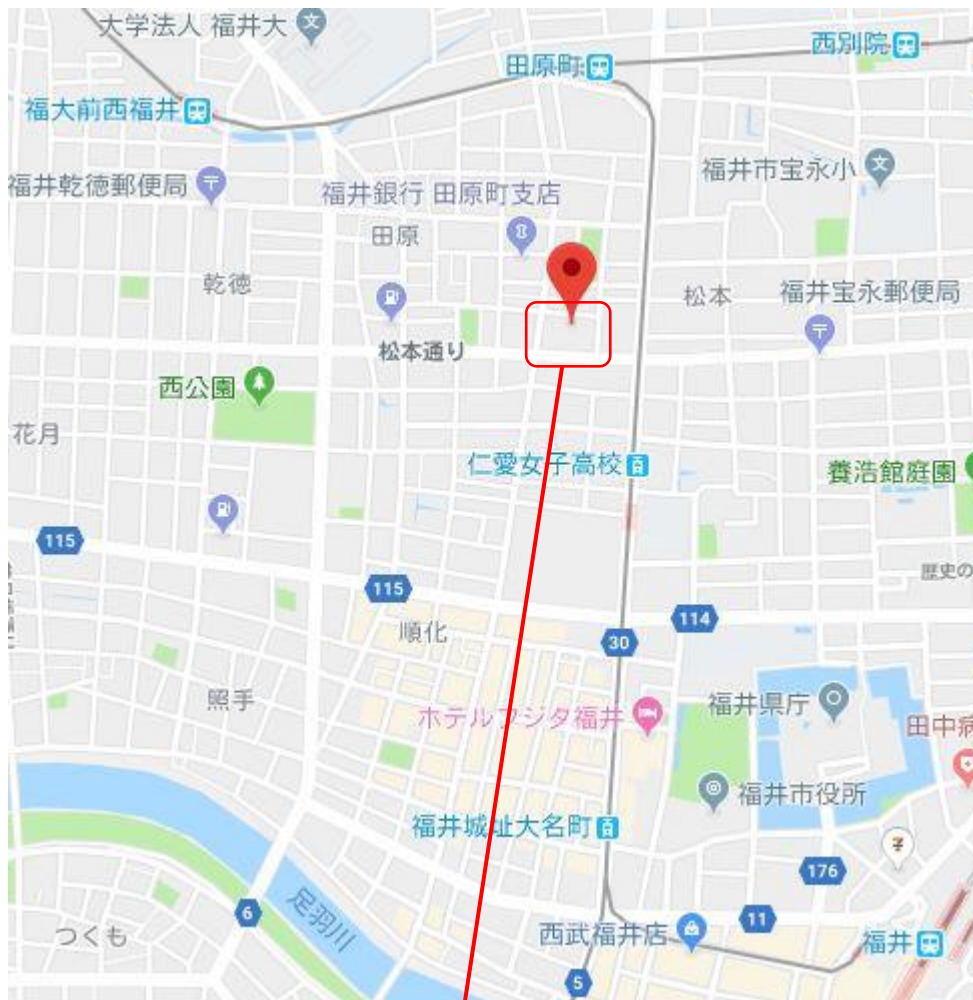 大学法人 福井大
西別院
田原町
福大前西福井
福井市宝永小
福井乾徳郵便局
福井銀行 田原町支店
田原
乾徳
松本
福井宝永郵便局
松本通り
西公園
花月
仁愛女子高校
養浩館庭園
115
歴史の
115
114
順化
30
照手
福井県庁
ホテルフジタ福井
田中病
福井市役所
福井城址大名町
176
6
足羽川
11
つくも
西武福井店
福井
5